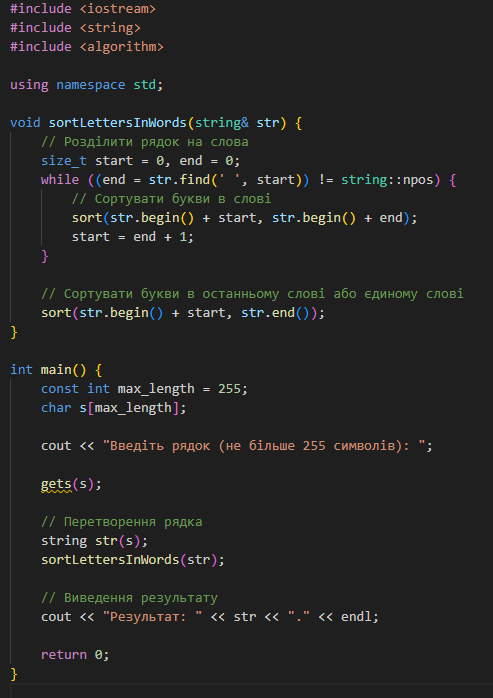 #include <iostream>
#include <string>
#include <algorithm>
using namespace std;
void sortLettersInWords(string& str) {
    // Розділити рядок на слова
    size_t start = 0, end = 0;
    while ((end = str.find(' ', start)) != string::npos) {
        // Сортувати букви в слові
        sort(str.begin() + start, str.begin() + end);
        start = end + 1;
    }
    // Сортувати букви в останньому слові або єдиному слові
    sort(str.begin() + start, str.end());
}
int main() {
    const int max_length = 255;
    char s[max_length];
    cout << "Введіть рядок (не більше 255 символів): ";
    gets(s);
    // Перетворення рядка
    string str(s);
    sortLettersInWords(str);
    // Виведення результату
    cout << "Результат: " << str << "." << endl;
    return 0;
}